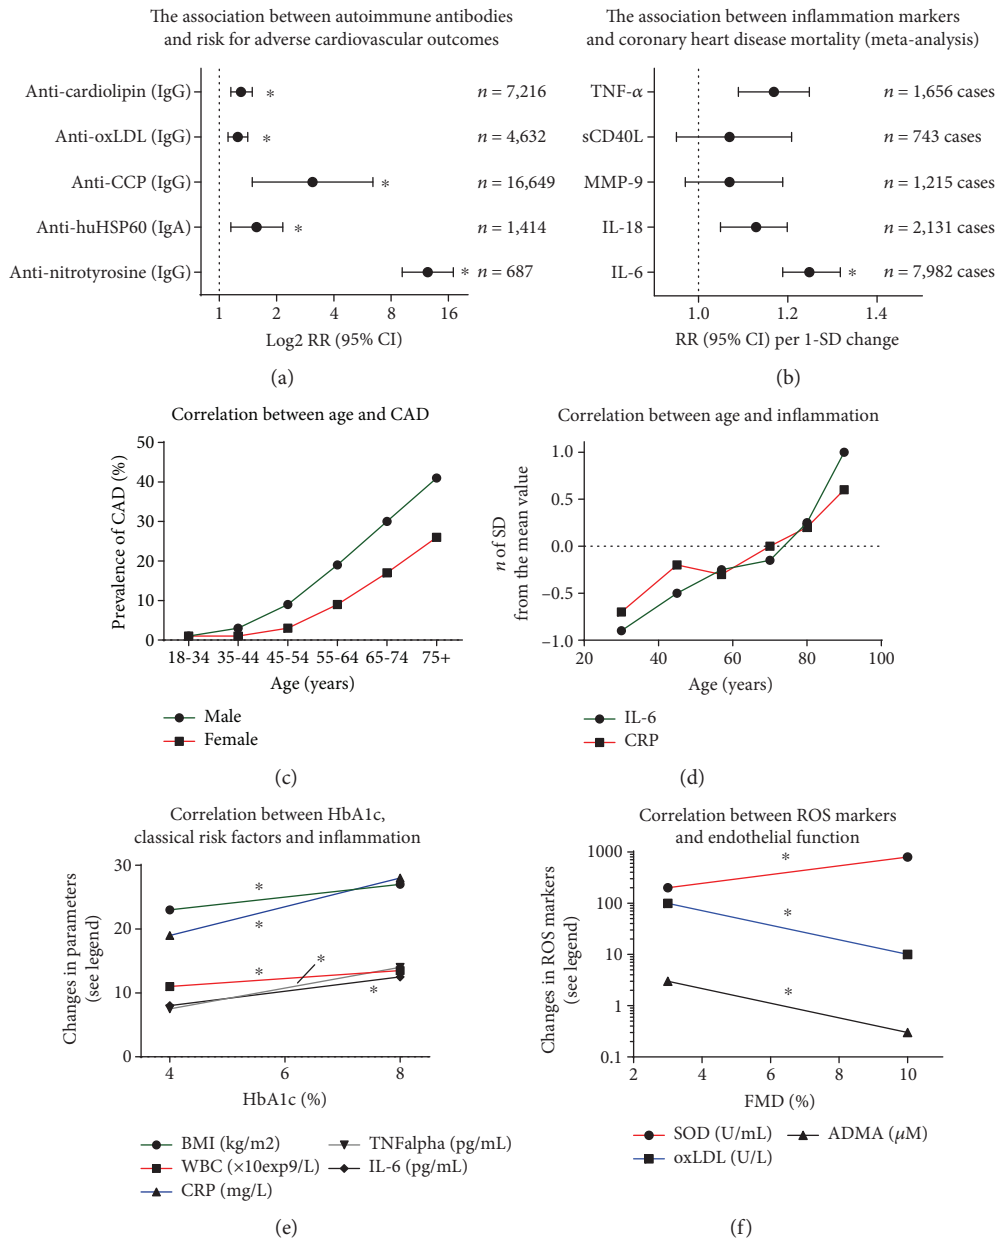 The association between autoimmune antibodies
and risk for adverse cardiovascular outcomes
Anti-cardiolipin (IgG)
*
n = 7,216
Anti-oxLDL (IgG)
*
n = 4,632
Anti-CCP (IgG)
*
n = 16,649
Anti-huHSP60 (IgA)
*
n = 1,414
Anti-nitrotyrosine (IgG)
*
n = 687
1 2 4 8 16
Log2 RR (95% CI)
(a)
The association between inflammation markers
and coronary heart disease mortality (meta-analysis)
TNF-α
n = 1,656 cases
sCD40L
n = 743 cases
MMP-9
n = 1,215 cases
IL-18
n = 2,131 cases
IL-6
*
n = 7,982 cases
1.0 1.2 1.4
RR (95% CI) per 1-SD change
(b)
Correlation between age and CAD
Prevalence of CAD (%)
50
40
30
20
10
0
18-34 35-44 45-54 55-64 65-74 75+
Age (years)
Male
Female
(c)
Correlation between age and inflammation
n of SD
from the mean value
1.0
0.5
0.0
−0.5
−1.0
20 40 60 80 100
Age (years)
IL-6
CRP
(d)
Correlation between HbA1c,
classical risk factors and inflammation
Changes in parameters
(see legend)
30
20
10
0
*
*
*
*
*
4 6 8
HbA1c (%)
BMI (kg/m2)
WBC (×10exp9/L)
CRP (mg/L)
TNFalpha (pg/mL)
IL-6 (pg/mL)
(e)
Correlation between ROS markers
and endothelial function
Changes in ROS markers
(see legend)
1000
100
10
1
0.1
*
*
*
2 4 6 8 10
FMD (%)
SOD (U/mL)
oxLDL (U/L)
ADMA (μM)
(f)